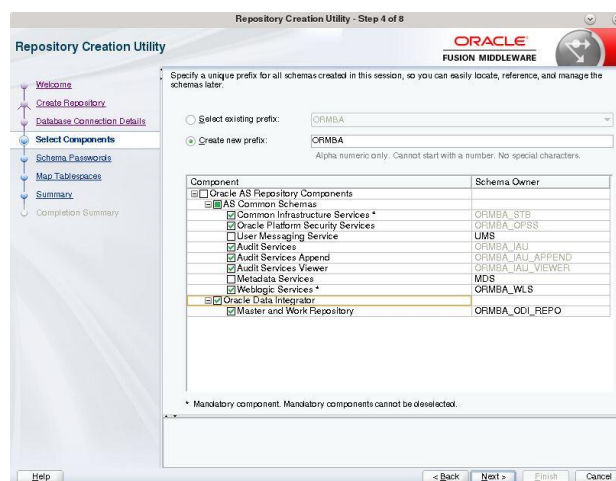 Repository Creation Utility - Step 4 of 8
Repository Creation Utility
ORACLE
FUSION MIDDLEWARE
Welcome
Create Repository
Database Connection Details
Select Components
Schema Passwords
Map Tablespaces
Summary
Completion Summary
Specify a unique prefix for all schemas created in this session, so you can easily locate, reference, and manage the
schemas later.
Select existing prefix: ORMBA
Create new prefix: ORMBA
Alpha numeric only. Cannot start with a number. No special characters.
Component Schema Owner
Oracle AS Repository Components
AS Common Schemas
Common Infrastructure Services * ORMBA_STB
Oracle Platform Security Services ORMBA_OPSS
User Messaging Service UMS
Audit Services ORMBA_IAU
Audit Services Append ORMBA_IAU_APPEND
Audit Services Viewer ORMBA_IAU_VIEWER
Metadata Services MDS
Weblogic Services * ORMBA_WLS
Oracle Data Integrator
Master and Work Repository ORMBA_ODI_REPO
* Mandatory component. Mandatory components cannot be deselected.
Help < Back Next > Finish Cancel